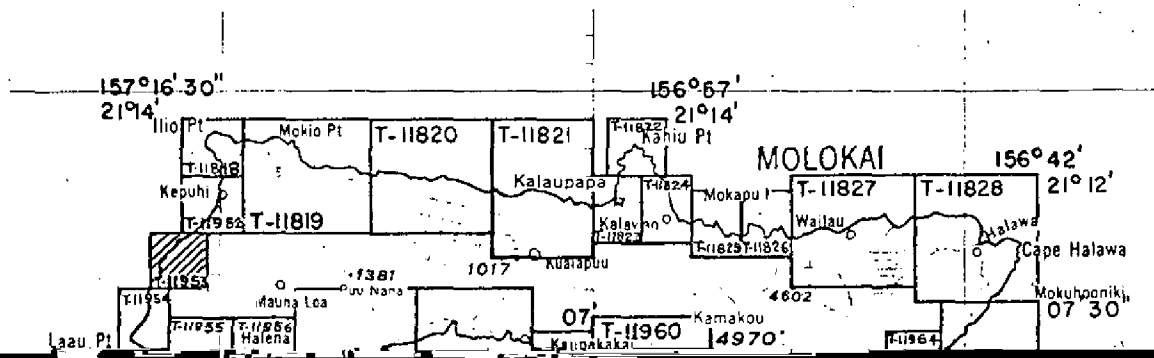 157°16'30"
156°57'
21°14'
21°14'
Ilio Pt
Mokio Pt
T-11820
T-11821
T-11822
Kahiu Pt
MOLOKAI
156°42'
21°12'
T-11818
Kepuhi
Kalaupapa
T-11824
Mokapu I
T-11827
T-11828
T-11952
T-11819
Kalawao
T-11823
Wailau
Halawa
T-11825
T-11826
Cape Halawa
T-11953
1381
1017
Kualapuu
Puu Nana
Mauna Loa
4602
Mokuhooniki
T-11954
07'
Kamakou
07'30"
T-11955
T-11956
Halena
T-11960
4970'
Laau Pt
Kaunakakai
T-11964